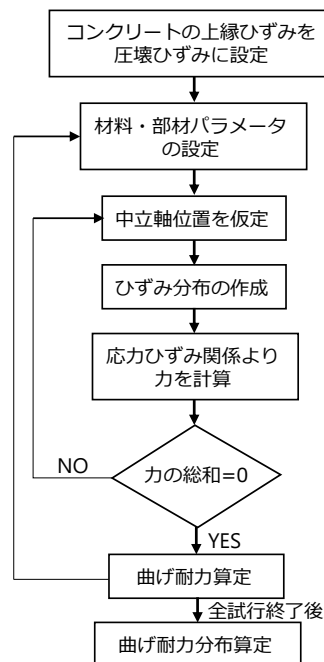 コンクリートの上縁ひずみを
圧壊ひずみに設定
材料・部材パラメータ
の設定
中立軸位置を仮定
ひずみ分布の作成
応力ひずみ関係より
力を計算
NO
力の総和=0
YES
曲げ耐力算定
全試行終了後
曲げ耐力分布算定